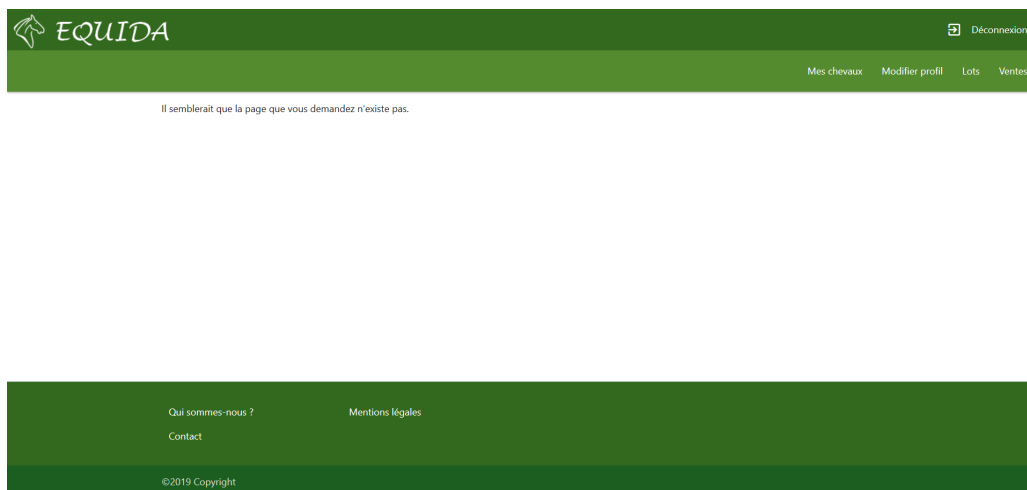 EQUIDA
Déconnexion
Mes chevaux Modifier profil Lots Ventes
Il semblerait que la page que vous demandez n'existe pas.
Qui sommes-nous ? Mentions légales
Contact
©2019 Copyright